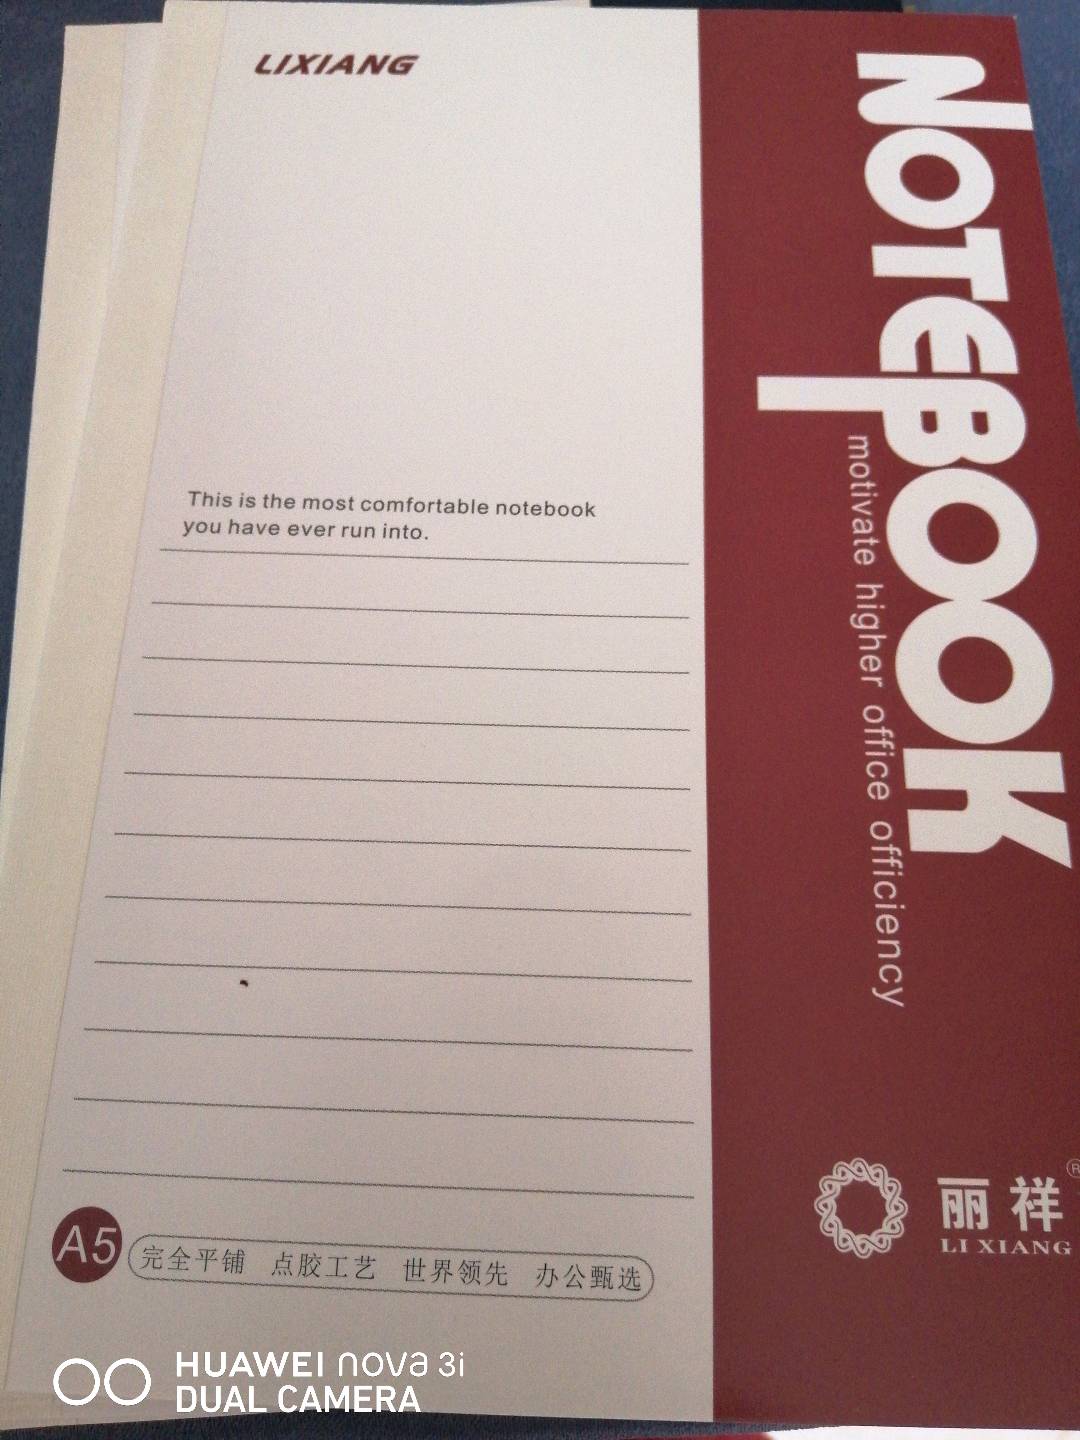 LIXIANG
NOTEBOOK
motivate higher office officiency
This is the most comfortable notebook
you have ever run into.
丽祥®
LI XIANG
A5
完全平铺 点胶工艺 世界领先 办公甄选
HUAWEI nova 3i
DUAL CAMERA